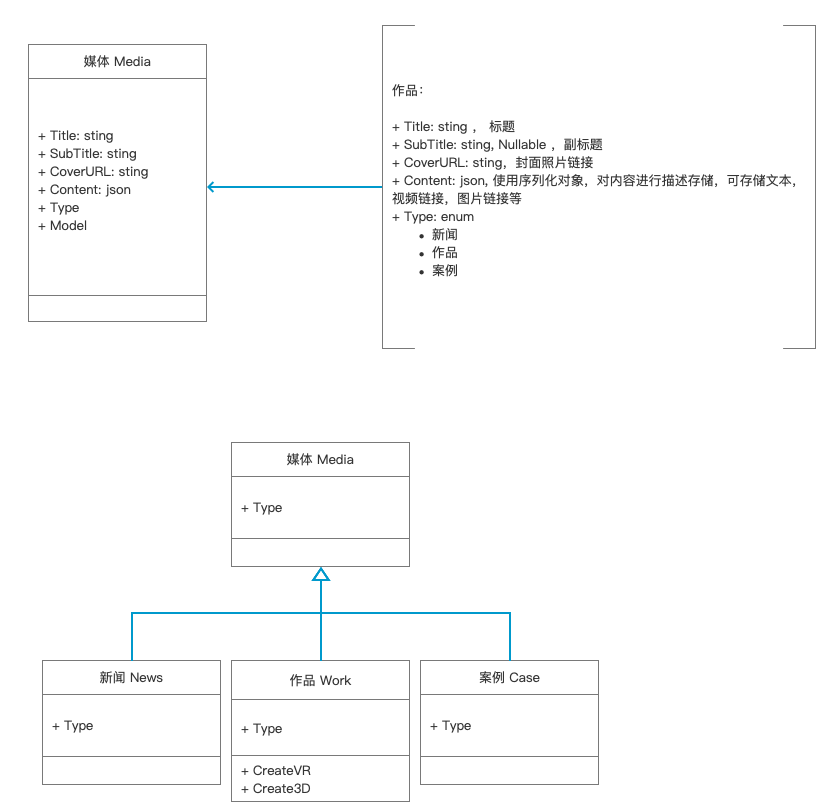 媒体 Media
+ Title: sting
+ SubTitle: sting
+ CoverURL: sting
+ Content: json
+ Type
+ Model
作品：
+ Title: sting ， 标题
+ SubTitle: sting, Nullable ，副标题
+ CoverURL: sting，封面照片链接
+ Content: json, 使用序列化对象，对内容进行描述存储，可存储文本，
视频链接，图片链接等
+ Type: enum
• 新闻
• 作品
• 案例
媒体 Media
+ Type
新闻 News
+ Type
作品 Work
+ Type
+ CreateVR
+ Create3D
案例 Case
+ Type